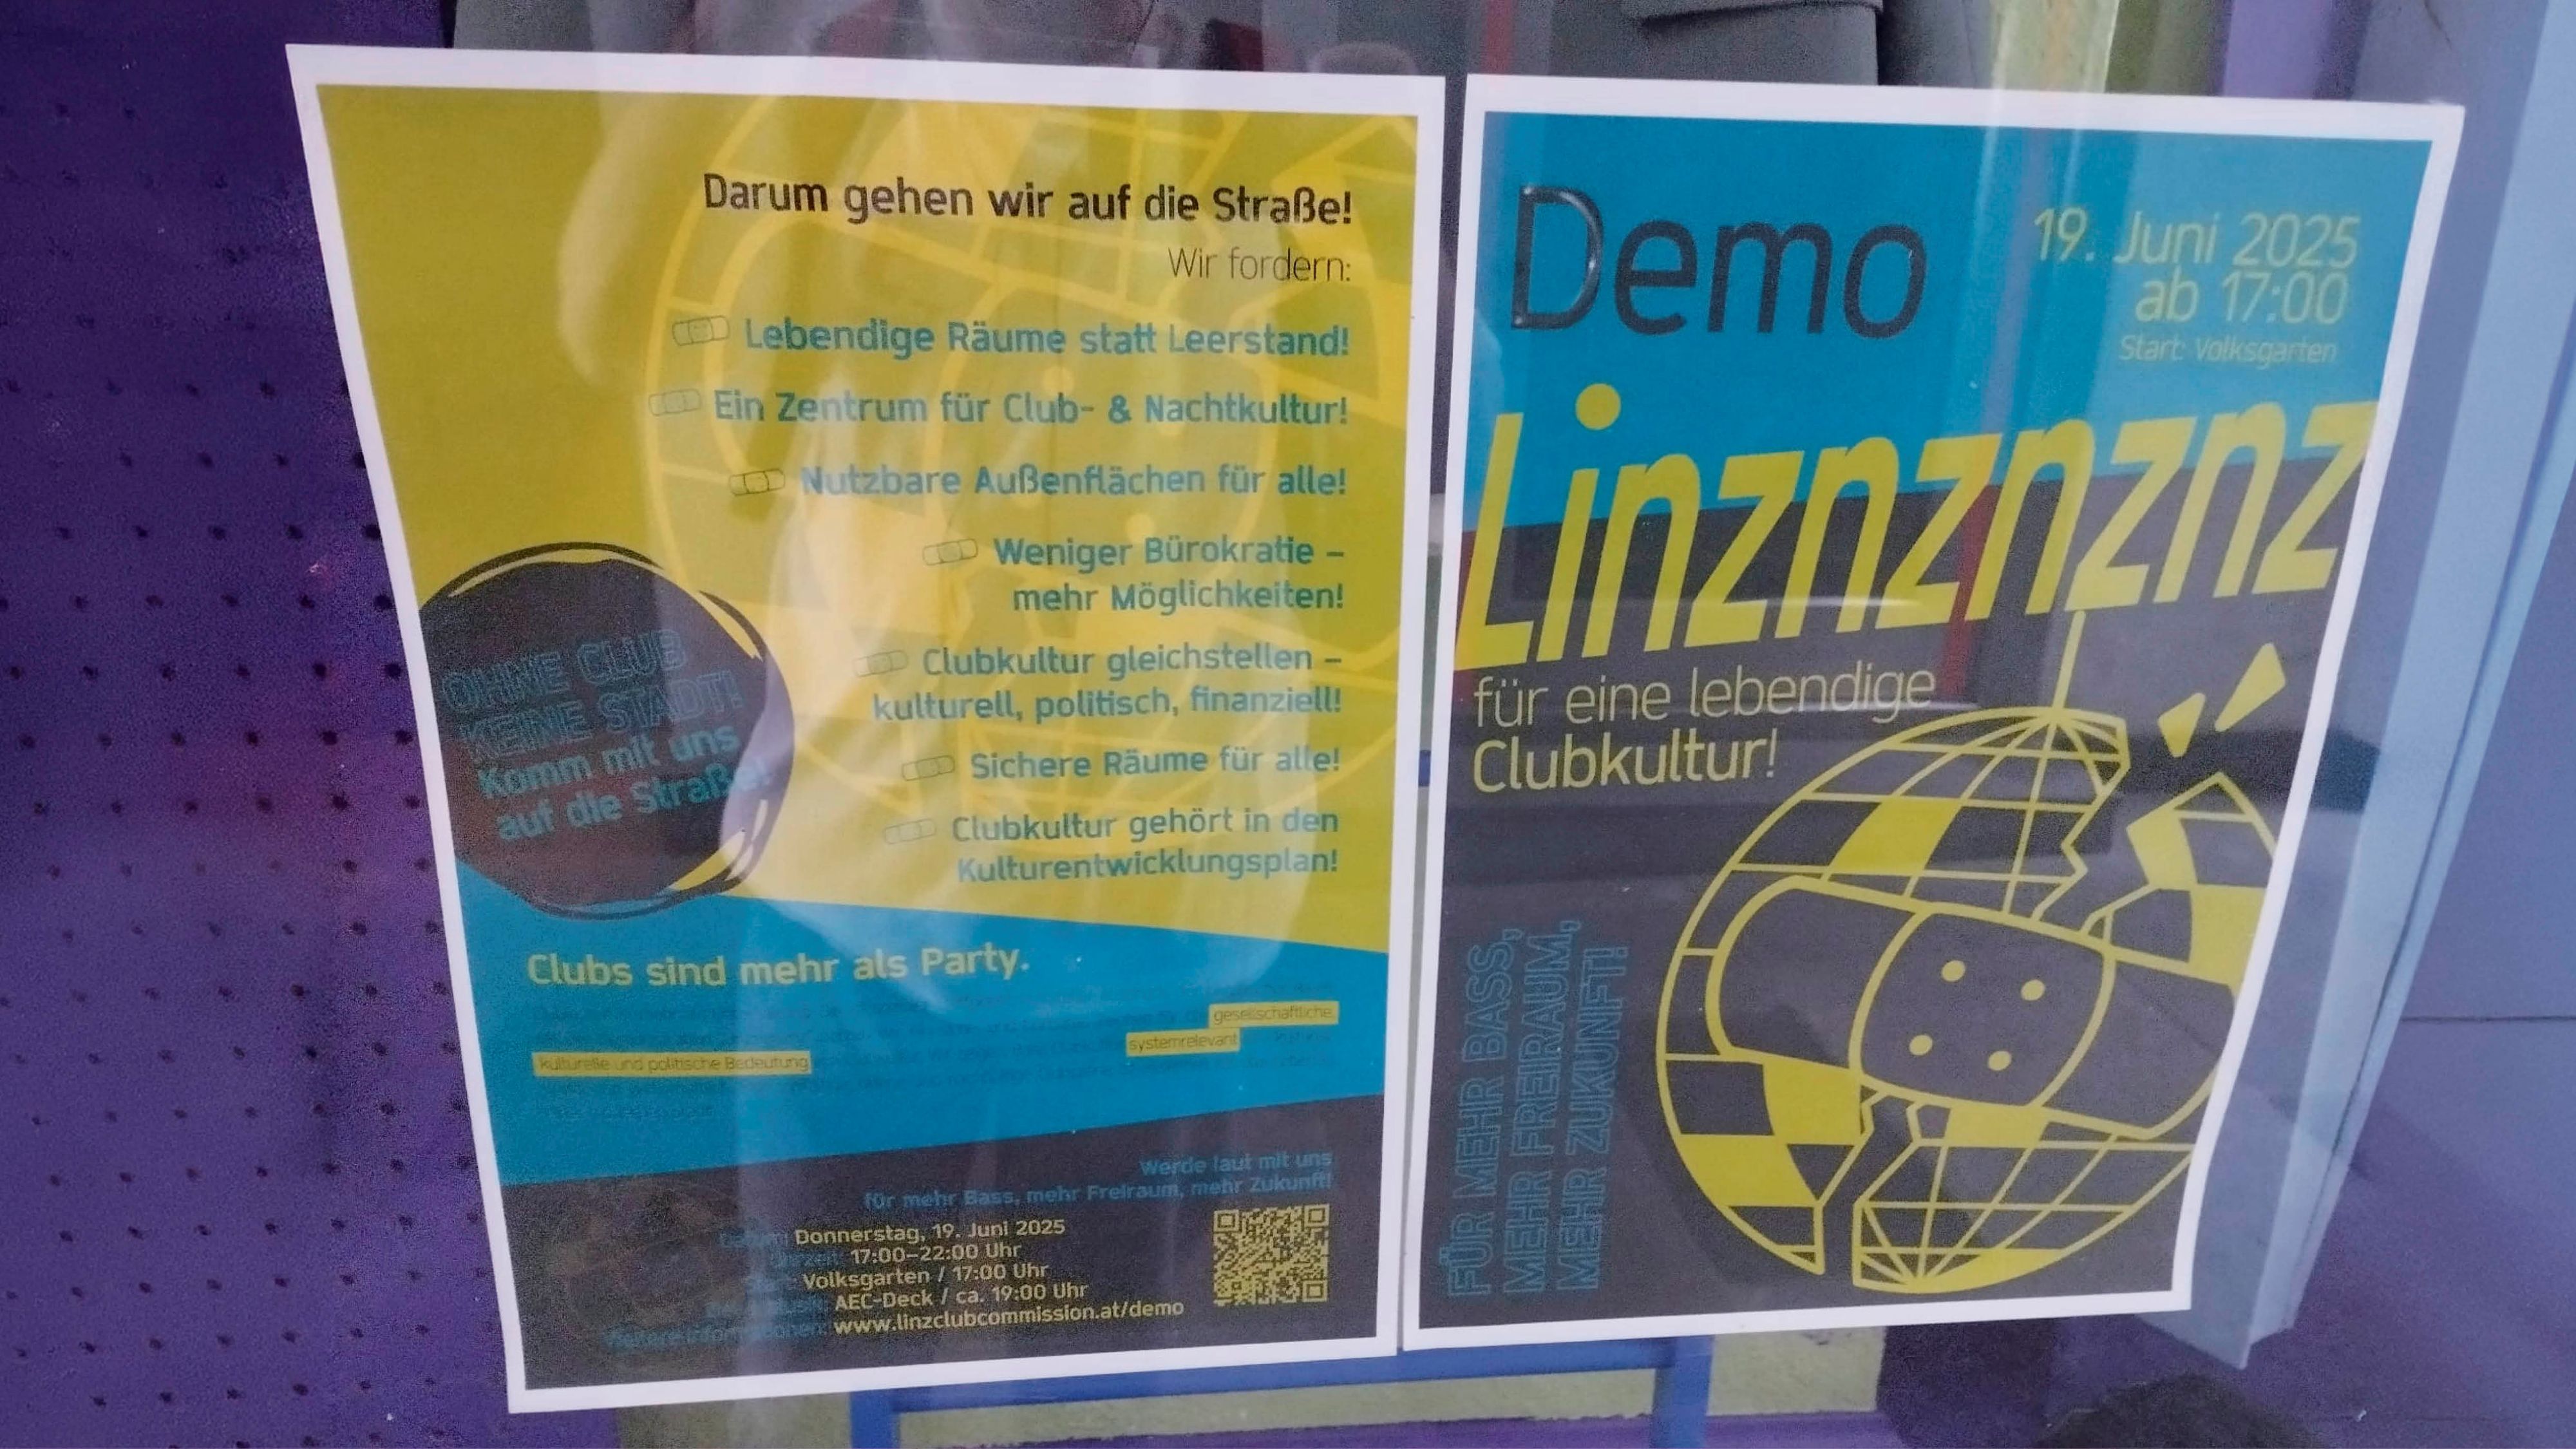 Darum gehen wir auf die Straße!
Wir fordern:
Lebendige Räume statt Leerstand!
Ein Zentrum für Club- & Nachtkultur!
Nutzbare Außenflächen für alle!
Weniger Bürokratie –
mehr Möglichkeiten!
Clubkultur gleichstellen –
kulturell, politisch, finanziell!
Sichere Räume für alle!
Clubkultur gehört in den
Kulturentwicklungsplan!
OHNE CLUB
KEINE STADT!
Komm mit uns
auf die Straße!
Clubs sind mehr als Party.
gesellschaftliche,
systemrelevant
kulturelle und politische Bedeutung
Werde laut mit uns
für mehr Bass, mehr Freiraum, mehr Zukunft!
Donnerstag, 19. Juni 2025
17:00–22:00 Uhr
Volksgarten / 17:00 Uhr
AEC-Deck / ca. 19:00 Uhr
www.linzclubcommission.at/demo
Demo
19. Juni 2025
ab 17:00
Start: Volksgarten
Linznznznz
für eine lebendige
Clubkultur!
FÜR MEHR BASS,
MEHR FREIRAUM,
MEHR ZUKUNFT!